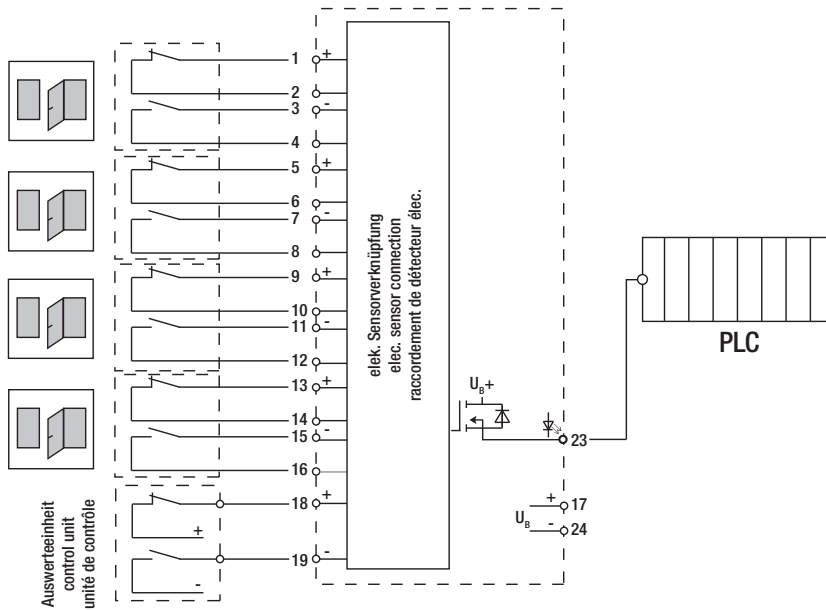 1 +
2
3 -
4
5 +
6
7 -
8
9 +
10
11 -
12
13 +
14
15 -
16
18 +
+
19 -
-
Auswerteeinheit
control unit
unité de contrôle
elek. Sensorverknüpfung
elec. sensor connection
raccordement de détecteur élec.
U_B+
23
+ 17
U_B
- 24
PLC